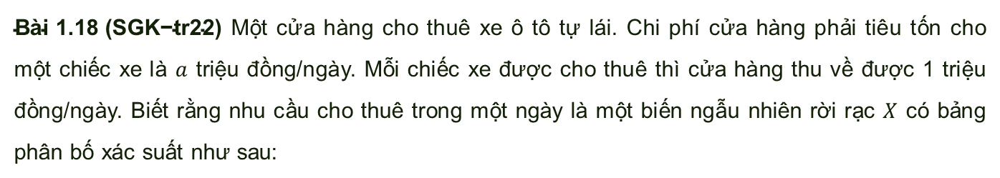 Bài 1.18 (SGK–tr22) Một cửa hàng cho thuê xe ô tô tự lái. Chi phí cửa hàng phải tiêu tốn cho
một chiếc xe là a triệu đồng/ngày. Mỗi chiếc xe được cho thuê thì cửa hàng thu về được 1 triệu
đồng/ngày. Biết rằng nhu cầu cho thuê trong một ngày là một biến ngẫu nhiên rời rạc X có bảng
phân bố xác suất như sau: